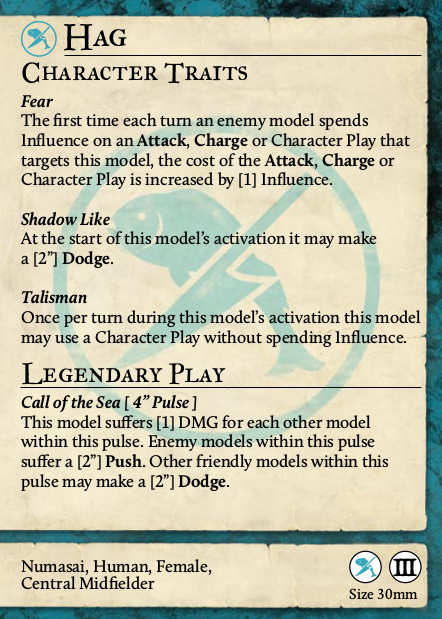 Hag
Character Traits
Fear
The first time each turn an enemy model spends
Influence on an Attack, Charge or Character Play that
targets this model, the cost of the Attack, Charge or
Character Play is increased by [1] Influence.
Shadow Like
At the start of this model's activation it may make
a [2”] Dodge.
Talisman
Once per turn during this model's activation this model
may use a Character Play without spending Influence.
Legendary Play
Call of the Sea [ 4” Pulse ]
This model suffers [1] DMG for each other model
within this pulse. Enemy models within this pulse
suffer a [2”] Push. Other friendly models within this
pulse may make a [2”] Dodge.
Numasai, Human, Female,
Central Midfielder
III
Size 30mm